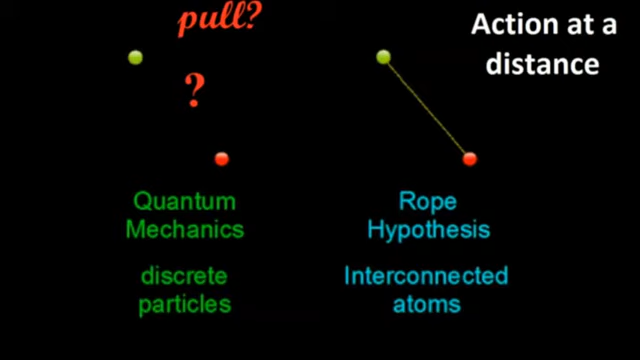 pull?
?
Action at a
distance
Quantum
Mechanics
discrete
particles
Rope
Hypothesis
Interconnected
atoms